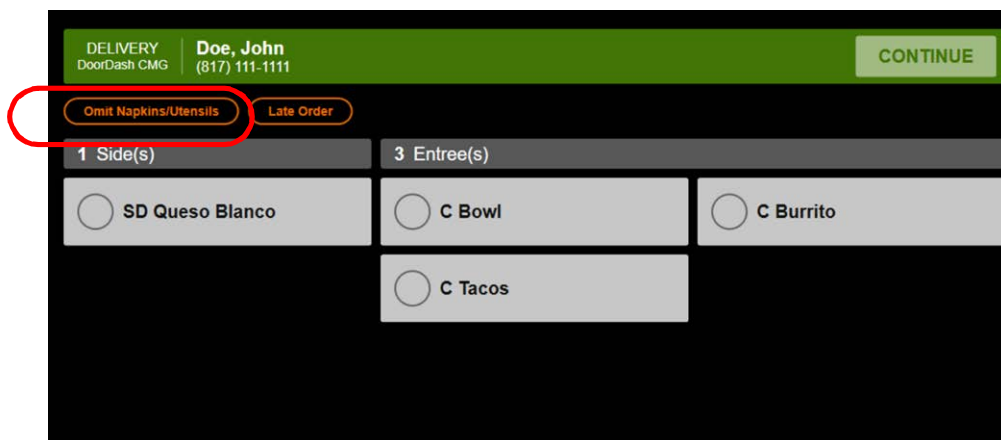 DELIVERY
DoorDash CMG
Doe, John
(817) 111-1111
CONTINUE
Omit Napkins/Utensils
Late Order
1 Side(s)
3 Entree(s)
SD Queso Blanco
C Bowl
C Burrito
C Tacos